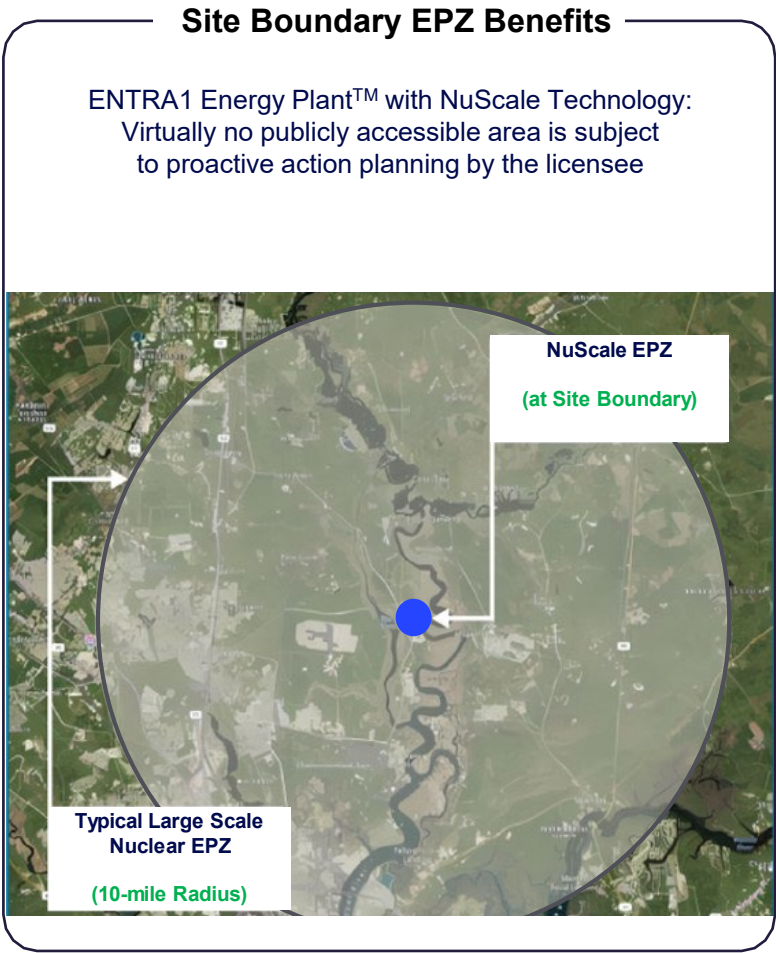 Site Boundary EPZ Benefits
ENTRA1 Energy Plant™ with NuScale Technology:
Virtually no publicly accessible area is subject
to proactive action planning by the licensee
NuScale EPZ
(at Site Boundary)
Typical Large Scale
Nuclear EPZ
(10-mile Radius)